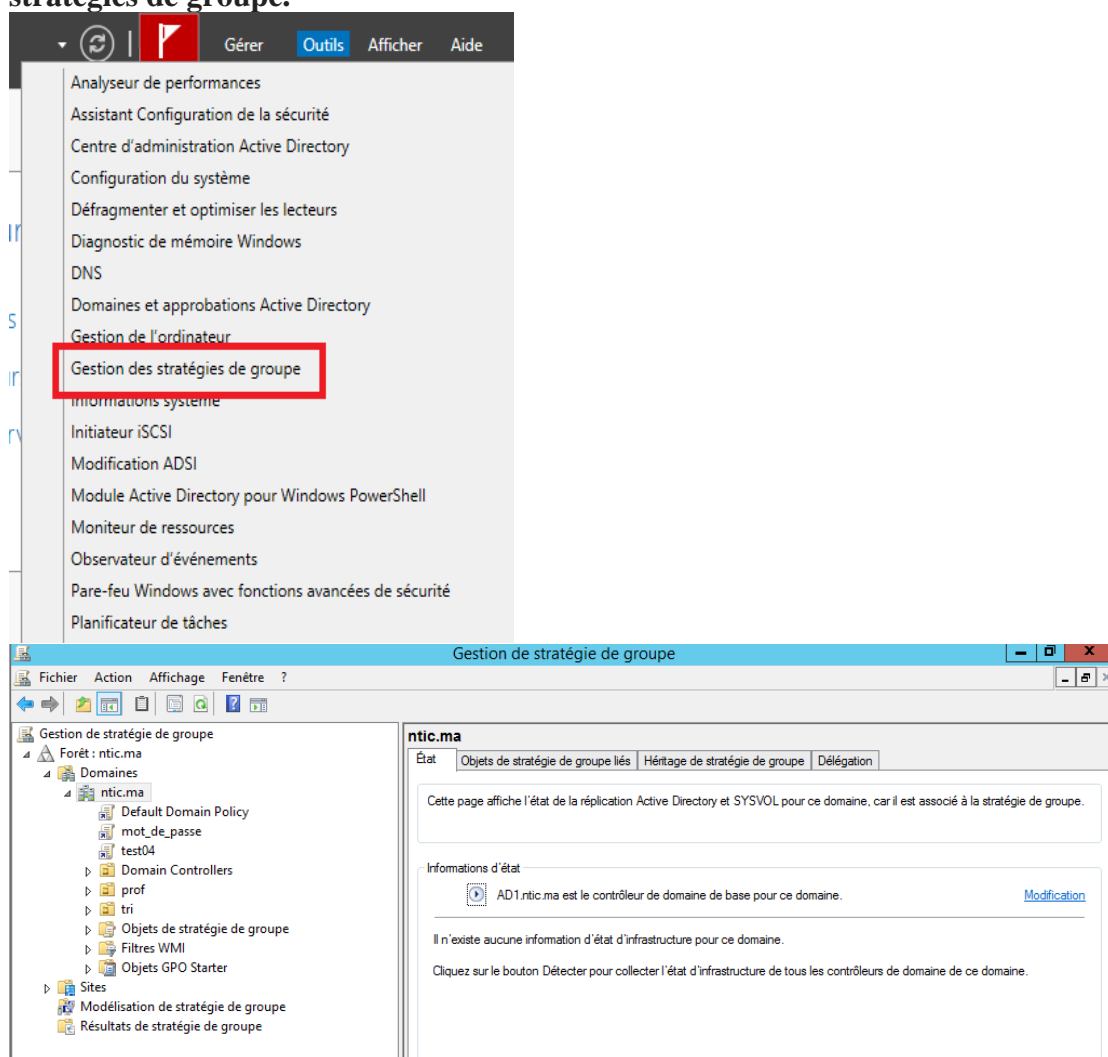 stratégies de groupe.
Gérer Outils Afficher Aide
Analyseur de performances
Assistant Configuration de la sécurité
Centre d'administration Active Directory
Configuration du système
Défragmenter et optimiser les lecteurs
Diagnostic de mémoire Windows
DNS
Domaines et approbations Active Directory
Gestion de l'ordinateur
Gestion des stratégies de groupe
Informations système
Initiateur iSCSI
Modification ADSI
Module Active Directory pour Windows PowerShell
Moniteur de ressources
Observateur d'événements
Pare-feu Windows avec fonctions avancées de sécurité
Planificateur de tâches
Gestion de stratégie de groupe
Fichier Action Affichage Fenêtre ?
Gestion de stratégie de groupe
Forêt : ntic.ma
Domaines
ntic.ma
Default Domain Policy
mot_de_passe
test04
Domain Controllers
prof
tri
Objets de stratégie de groupe
Filtres WMI
Objets GPO Starter
Sites
Modélisation de stratégie de groupe
Résultats de stratégie de groupe
ntic.ma
État Objets de stratégie de groupe liés Héritage de stratégie de groupe Délégation
Cette page affiche l'état de la réplication Active Directory et SYSVOL pour ce domaine, car il est associé à la stratégie de groupe.
Informations d'état
AD1.ntic.ma est le contrôleur de domaine de base pour ce domaine. Modification
Il n'existe aucune information d'état d'infrastructure pour ce domaine.
Cliquez sur le bouton Détecter pour collecter l'état d'infrastructure de tous les contrôleurs de domaine de ce domaine.